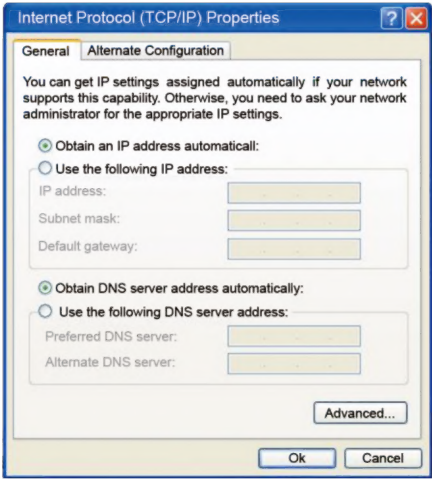 Internet Protocol (TCP/IP) Properties
General
Alternate Configuration
You can get IP settings assigned automatically if your network
supports this capability. Otherwise, you need to ask your network
administrator for the appropriate IP settings.
Obtain an IP address automaticall:
Use the following IP address:
IP address:
Subnet mask:
Default gateway:
Obtain DNS server address automatically:
Use the following DNS server address:
Preferred DNS server:
Alternate DNS server:
Advanced...
Ok
Cancel